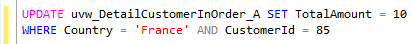 UPDATE uvw_DetailCustomerInOrder_A SET TotalAmount = 10
WHERE Country = 'France' AND CustomerId = 85